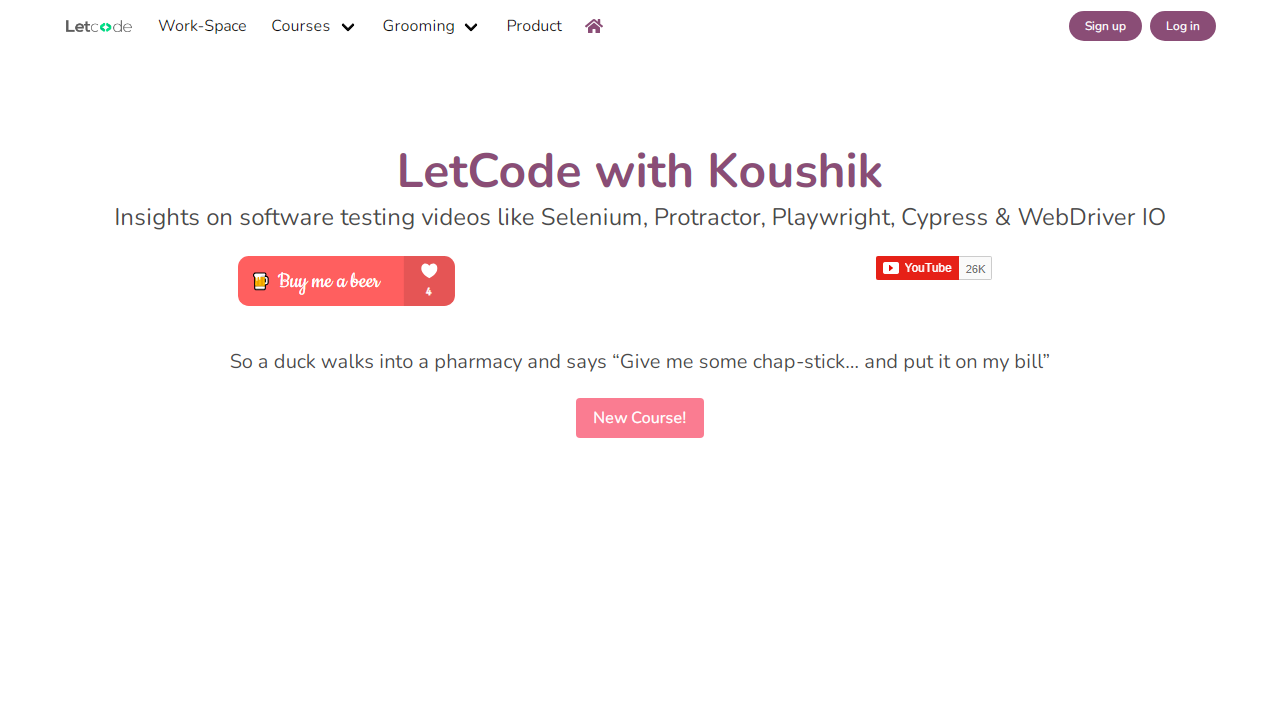 Letcode Work-Space Courses Grooming Product Sign up Log in
LetCode with Koushik
Insights on software testing videos like Selenium, Protractor, Playwright, Cypress & WebDriver IO
Buy me a beer 4 YouTube 26K
So a duck walks into a pharmacy and says “Give me some chap-stick… and put it on my bill”
New Course!